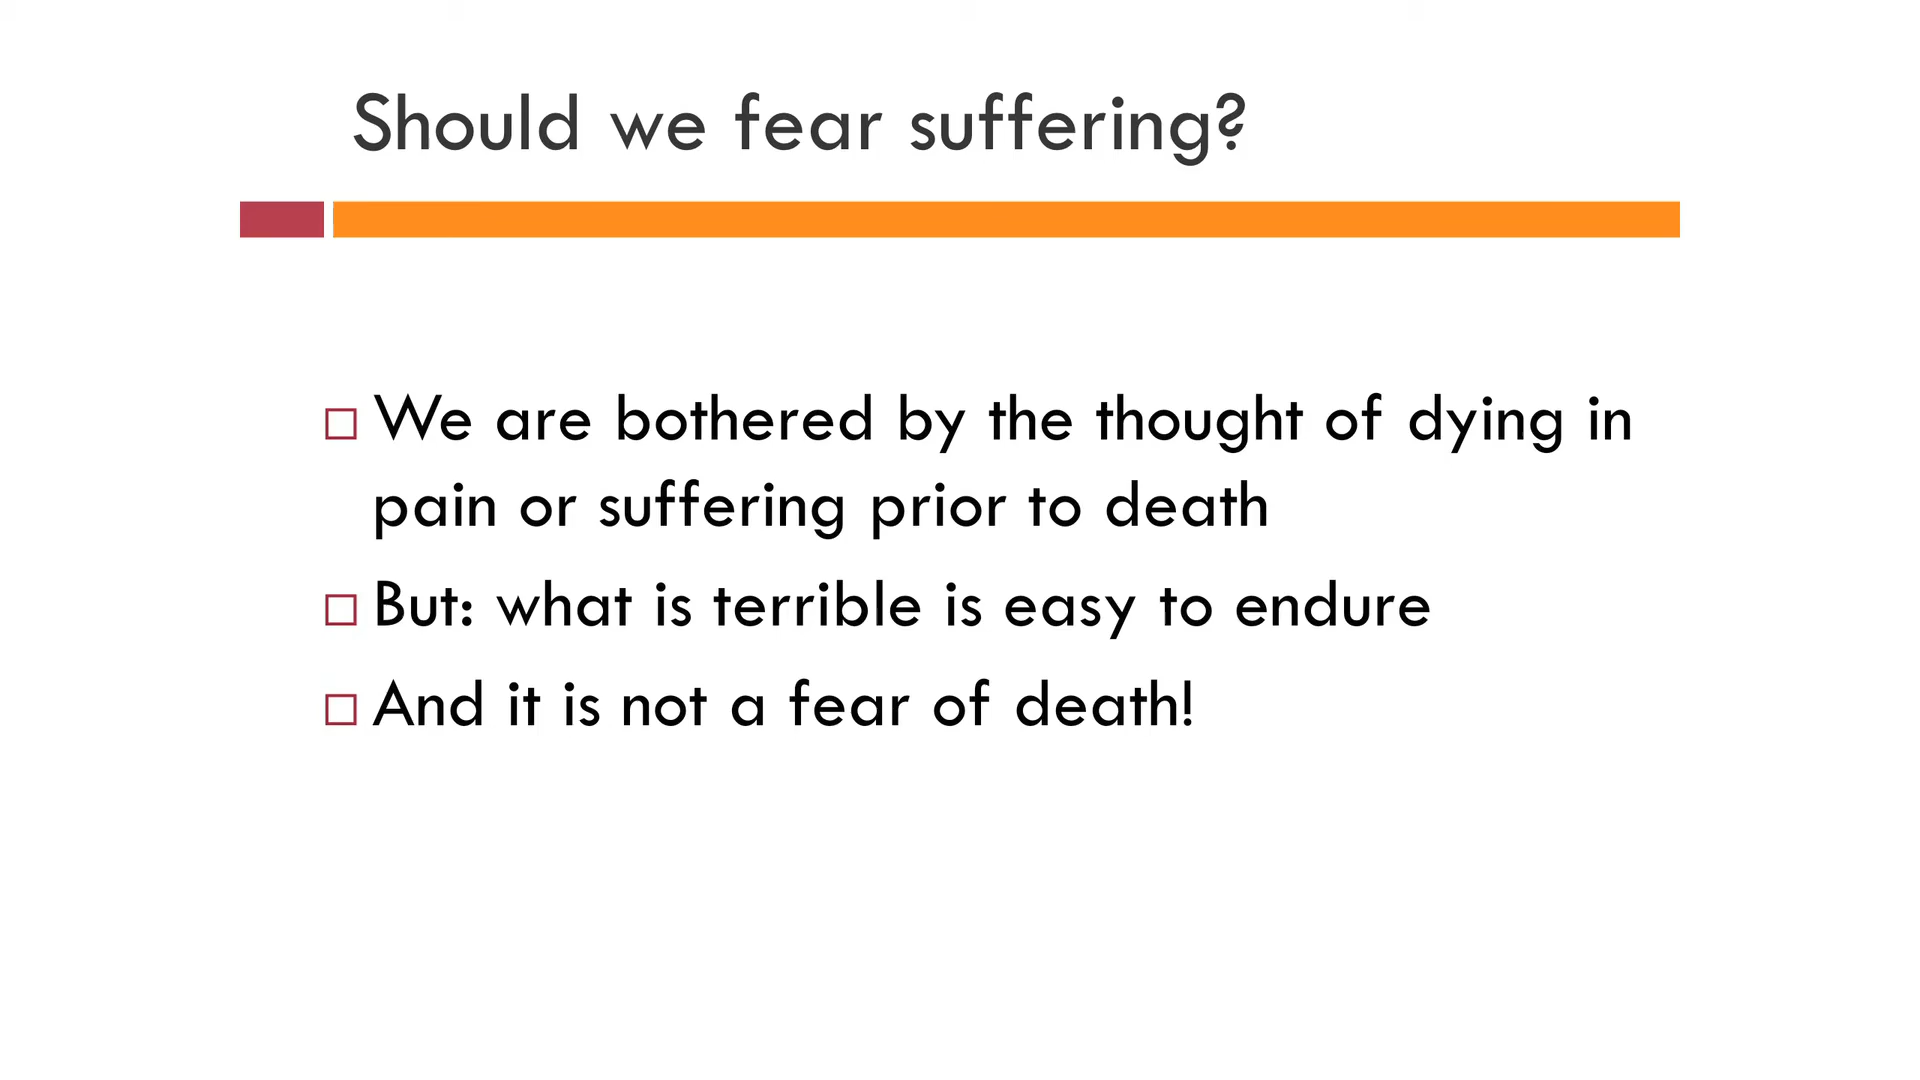 Should we fear suffering?
We are bothered by the thought of dying in
pain or suffering prior to death
But: what is terrible is easy to endure
And it is not a fear of death!